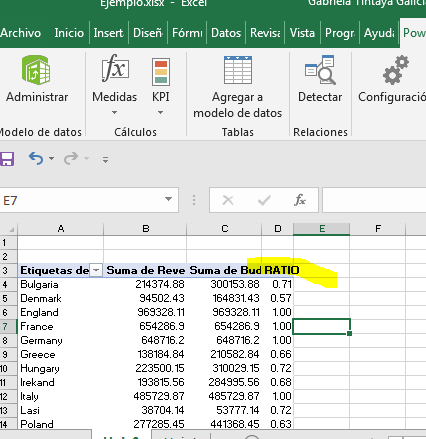 Ejemplo.xlsx - Excel
Gabriela Tintaya Galicia
Archivo Inicio Insert Diseñ Fórmu Datos Revisa Vista Progr Ayuda Pow
Administrar Medidas KPI Agregar a modelo de datos Detectar Configuració
Modelo de datos Cálculos Tablas Relaciones
E7 fx
A B C D E F
1
2
3 Etiquetas de Suma de Reve Suma de Bud RATIO
4 Bulgaria 214374.88 300153.88 0.71
5 Denmark 94502.43 164831.43 0.57
6 England 969328.11 969328.11 1.00
7 France 654286.9 654286.9 1.00
8 Germany 648716.2 648716.2 1.00
9 Greece 138184.84 210582.84 0.66
10 Hungary 223500.15 310029.15 0.72
11 Irekand 193815.56 284995.56 0.68
12 Italy 485729.87 485729.87 1.00
13 Lasi 38704.14 53777.14 0.72
14 Poland 277285.45 441368.45 0.63